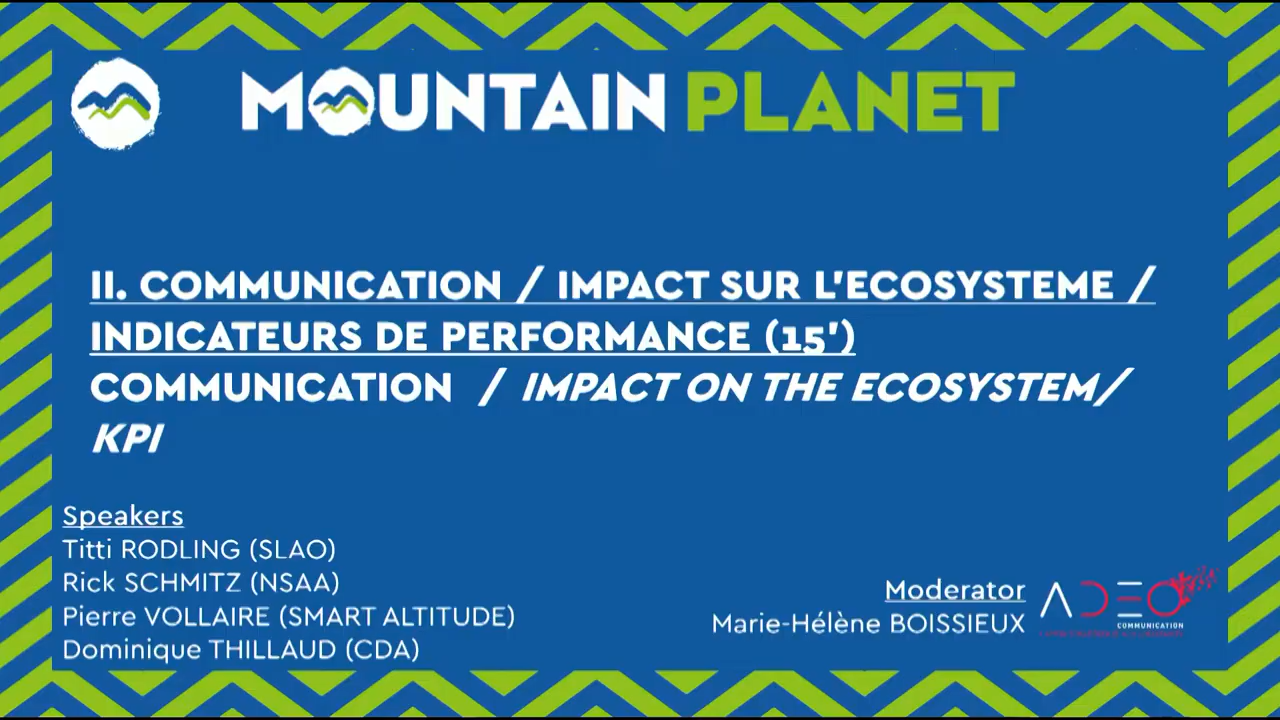 MOUNTAIN PLANET
II. COMMUNICATION / IMPACT SUR L'ECOSYSTEME /
INDICATEURS DE PERFORMANCE (15')
COMMUNICATION / IMPACT ON THE ECOSYSTEM/
KPI
Speakers
Titti RODLING (SLAO)
Rick SCHMITZ (NSAA)
Pierre VOLLAIRE (SMART ALTITUDE)
Dominique THILLAUD (CDA)
Moderator
Marie-Hélène BOISSIEUX
ADEO
COMMUNICATION